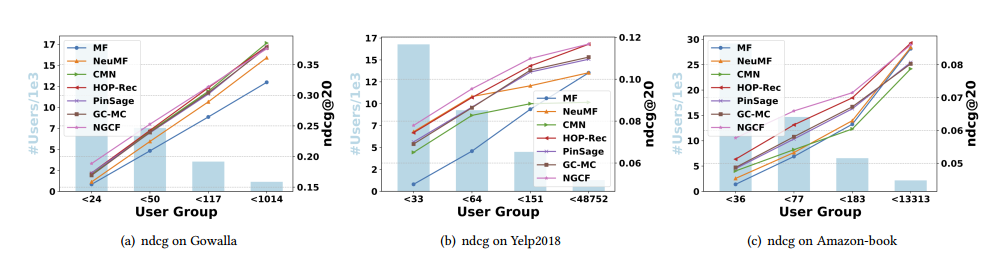 17
15
12
10
7
5
2
0
#Users/1e3
MF
NeuMF
CMN
HOP-Rec
PinSage
GC-MC
NGCF
0.35
0.30
0.25
0.20
0.15
ndcg@20
<24 <50 <117 <1014
User Group
(a) ndcg on Gowalla
17
15
12
10
7
5
2
0
#Users/1e3
MF
NeuMF
CMN
HOP-Rec
PinSage
GC-MC
NGCF
0.12
0.10
0.08
0.06
ndcg@20
<33 <64 <151 <48752
User Group
(b) ndcg on Yelp2018
30
25
20
15
10
5
0
#Users/1e3
MF
NeuMF
CMN
HOP-Rec
PinSage
GC-MC
NGCF
0.08
0.07
0.06
0.05
ndcg@20
<36 <77 <183 <13313
User Group
(c) ndcg on Amazon-book